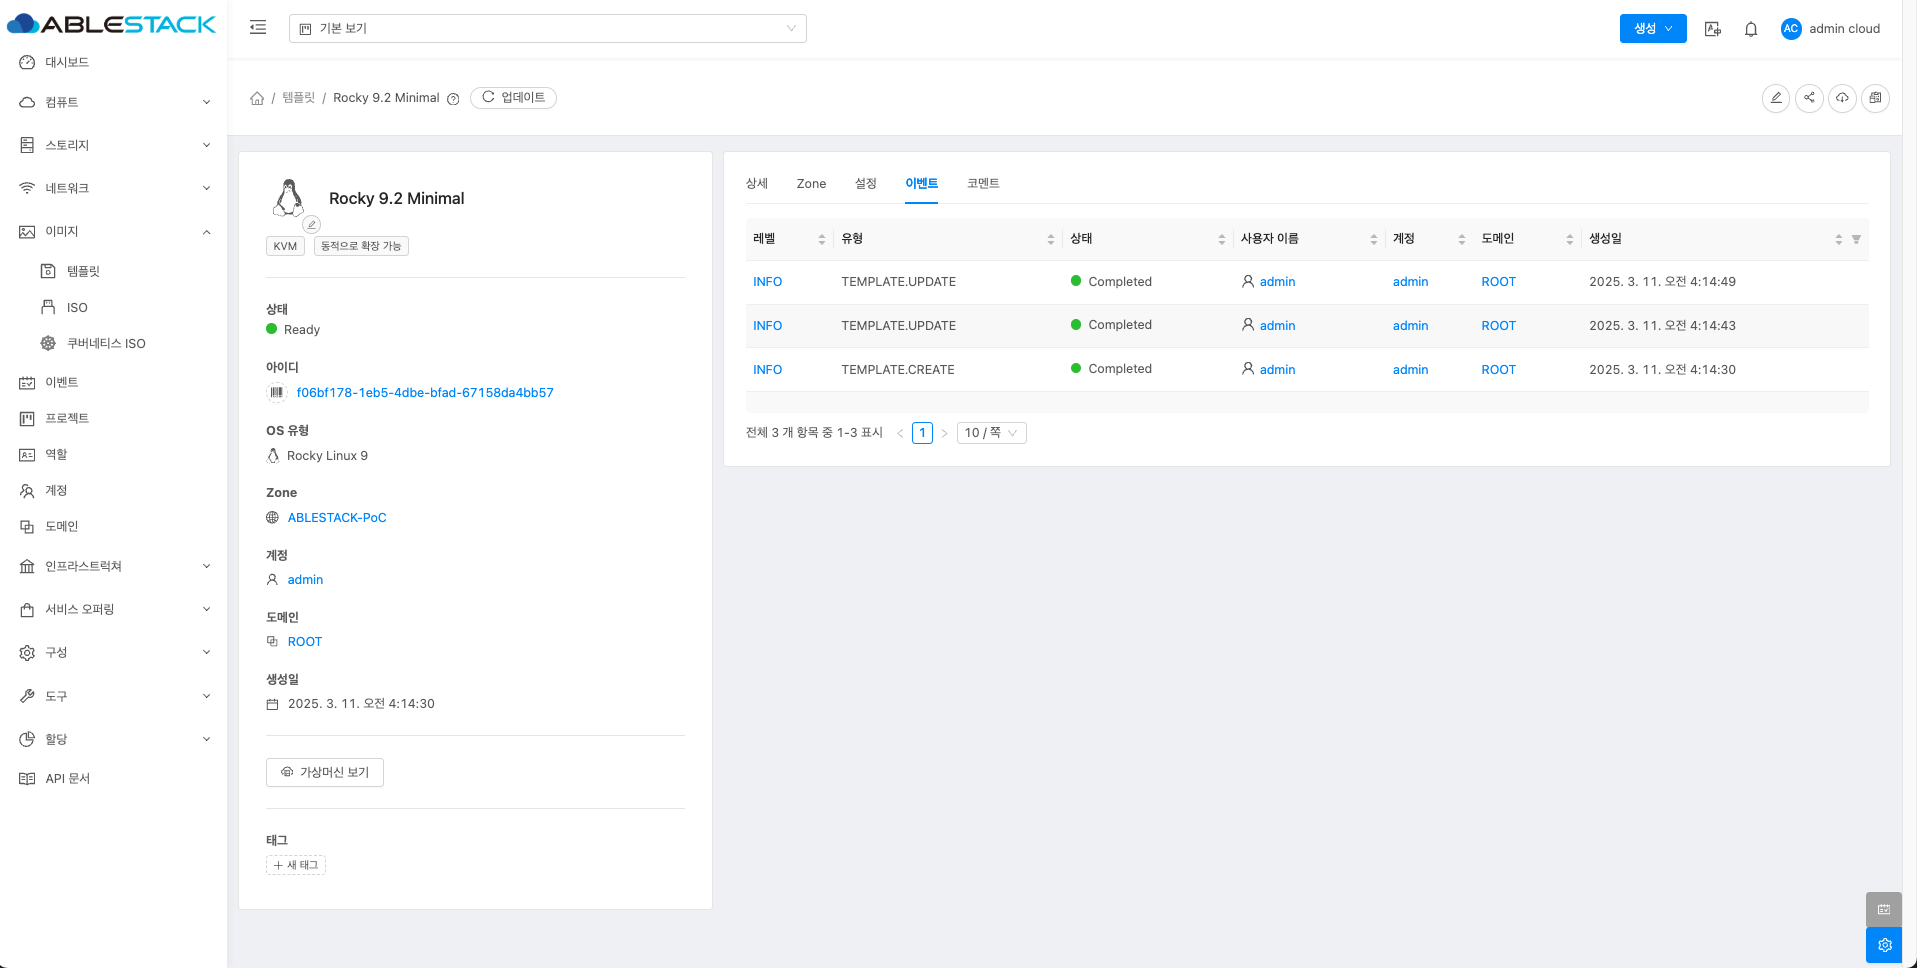 ABLESTACK
기본 보기
생성
AC
admin cloud
대시보드
컴퓨트
스토리지
네트워크
이미지
템플릿
ISO
쿠버네티스 ISO
이벤트
프로젝트
역할
계정
도메인
인프라스트럭쳐
서비스 오퍼링
구성
도구
할당
API 문서
/ 템플릿 / Rocky 9.2 Minimal
업데이트
Rocky 9.2 Minimal
KVM
동적으로 확장 가능
상태
Ready
아이디
f06bf178-1eb5-4dbe-bfad-67158da4bb57
OS 유형
Rocky Linux 9
Zone
ABLESTACK-PoC
계정
admin
도메인
ROOT
생성일
2025. 3. 11. 오전 4:14:30
가상머신 보기
태그
+ 새 태그
상세 Zone 설정 이벤트 코멘트
레벨 유형 상태 사용자 이름 계정 도메인 생성일
INFO TEMPLATE.UPDATE Completed admin admin ROOT 2025. 3. 11. 오전 4:14:49
INFO TEMPLATE.UPDATE Completed admin admin ROOT 2025. 3. 11. 오전 4:14:43
INFO TEMPLATE.CREATE Completed admin admin ROOT 2025. 3. 11. 오전 4:14:30
전체 3 개 항목 중 1-3 표시 < 1 > 10 / 쪽